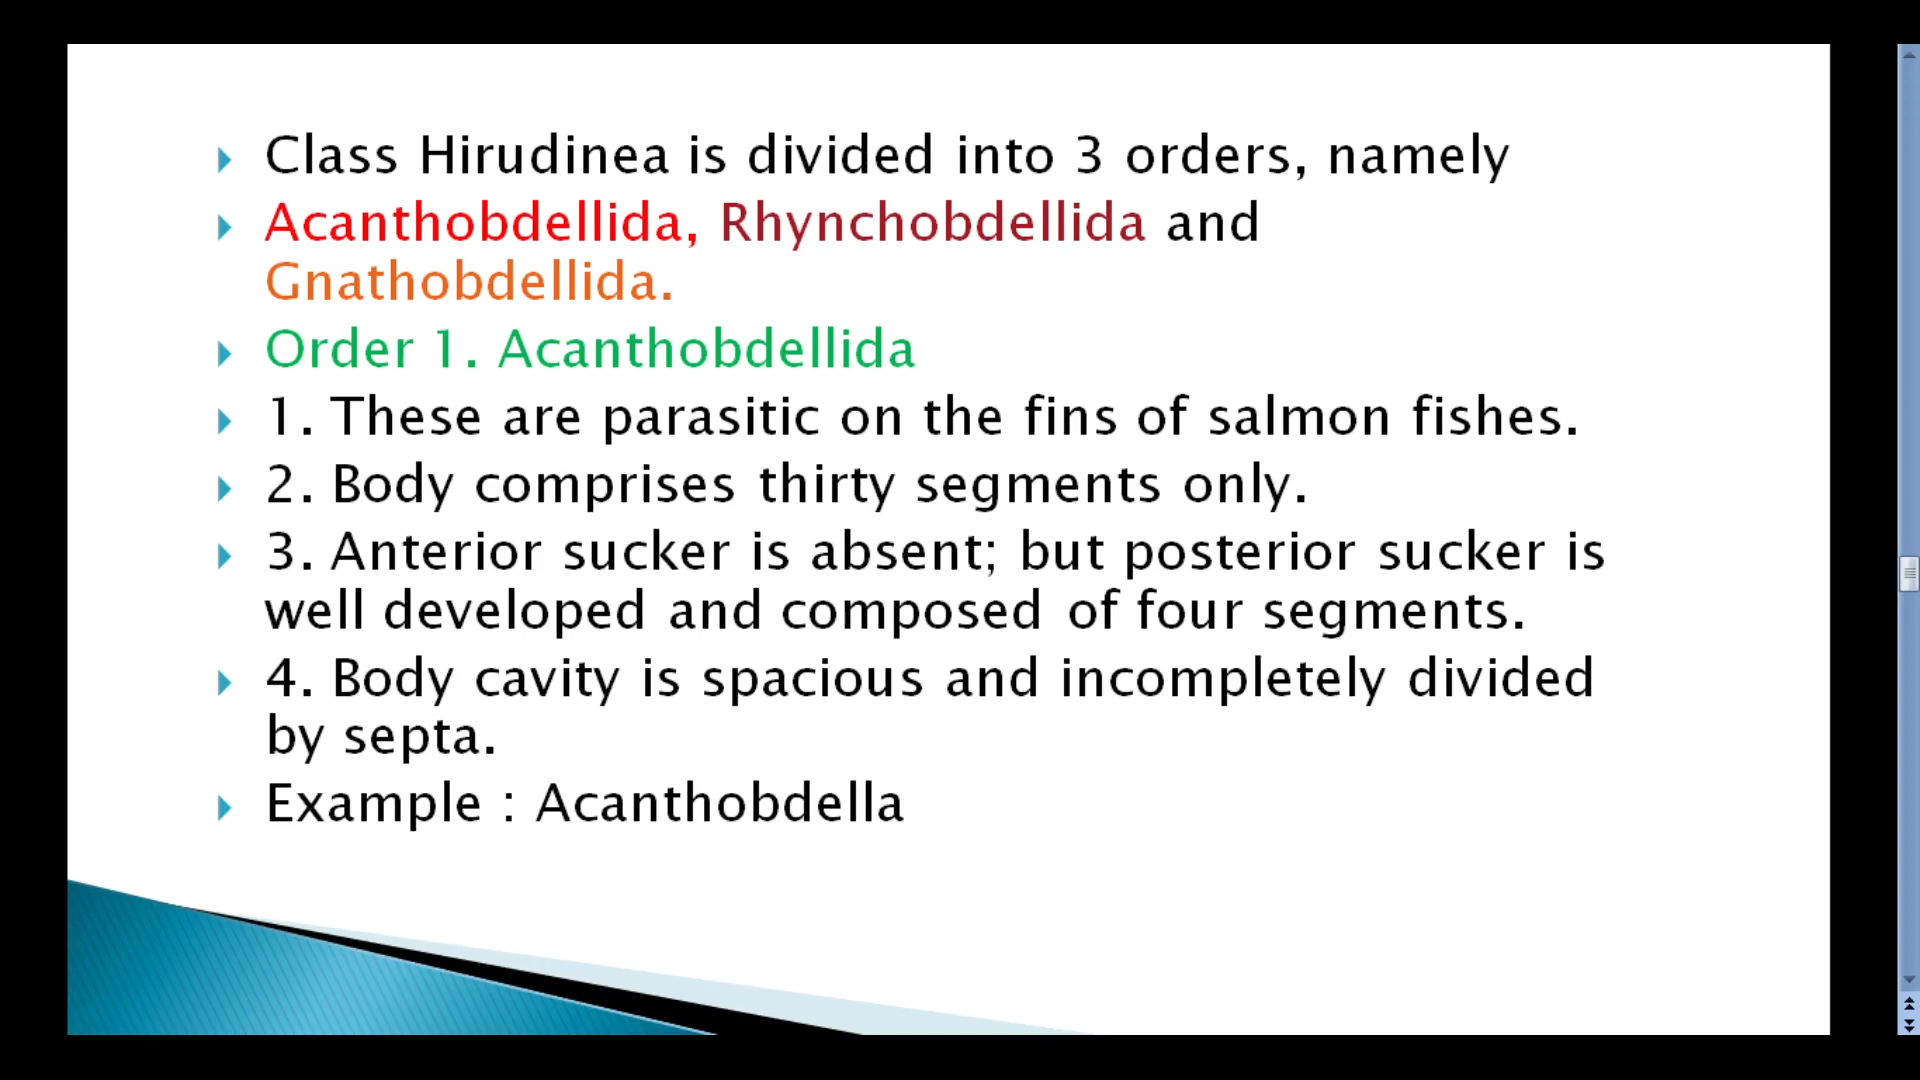 Class Hirudinea is divided into 3 orders, namely
Acanthobdellida, Rhynchobdellida and
Gnathobdellida.
Order 1. Acanthobdellida
1. These are parasitic on the fins of salmon fishes.
2. Body comprises thirty segments only.
3. Anterior sucker is absent; but posterior sucker is
well developed and composed of four segments.
4. Body cavity is spacious and incompletely divided
by septa.
Example : Acanthobdella